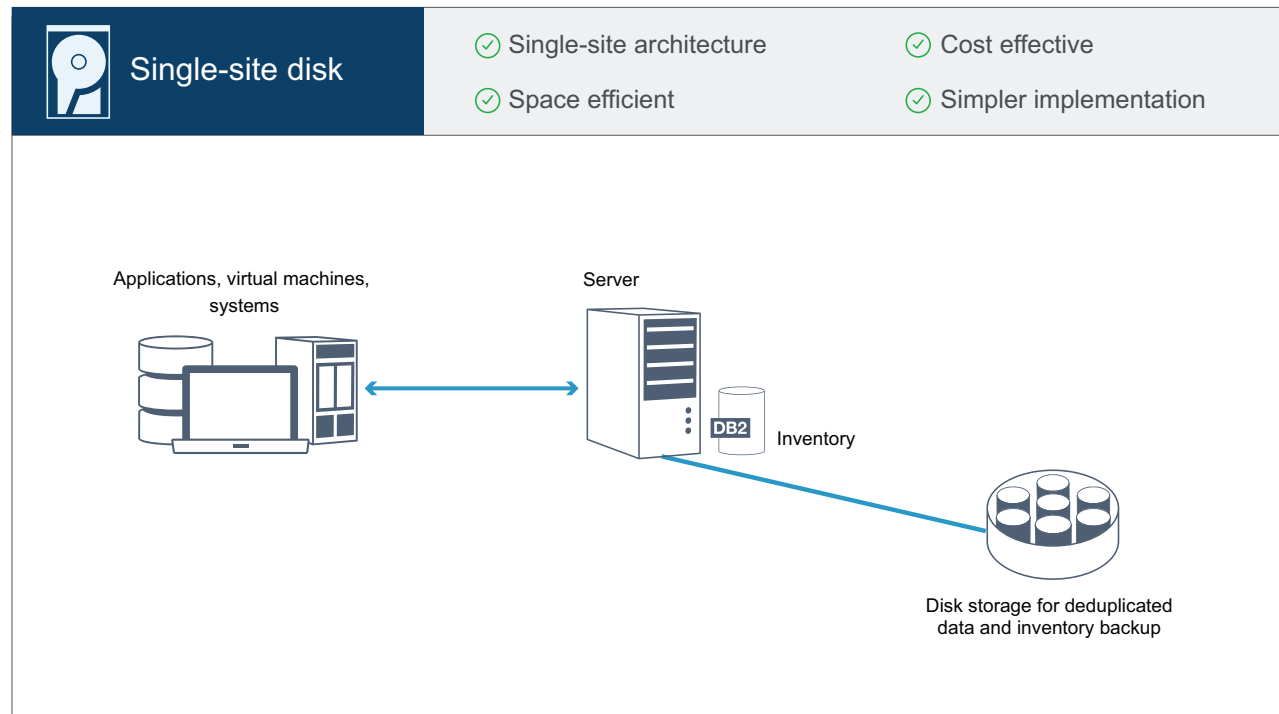 Single-site disk
Single-site architecture
Cost effective
Space efficient
Simpler implementation
Applications, virtual machines,
systems
Server
DB2
Inventory
Disk storage for deduplicated
data and inventory backup